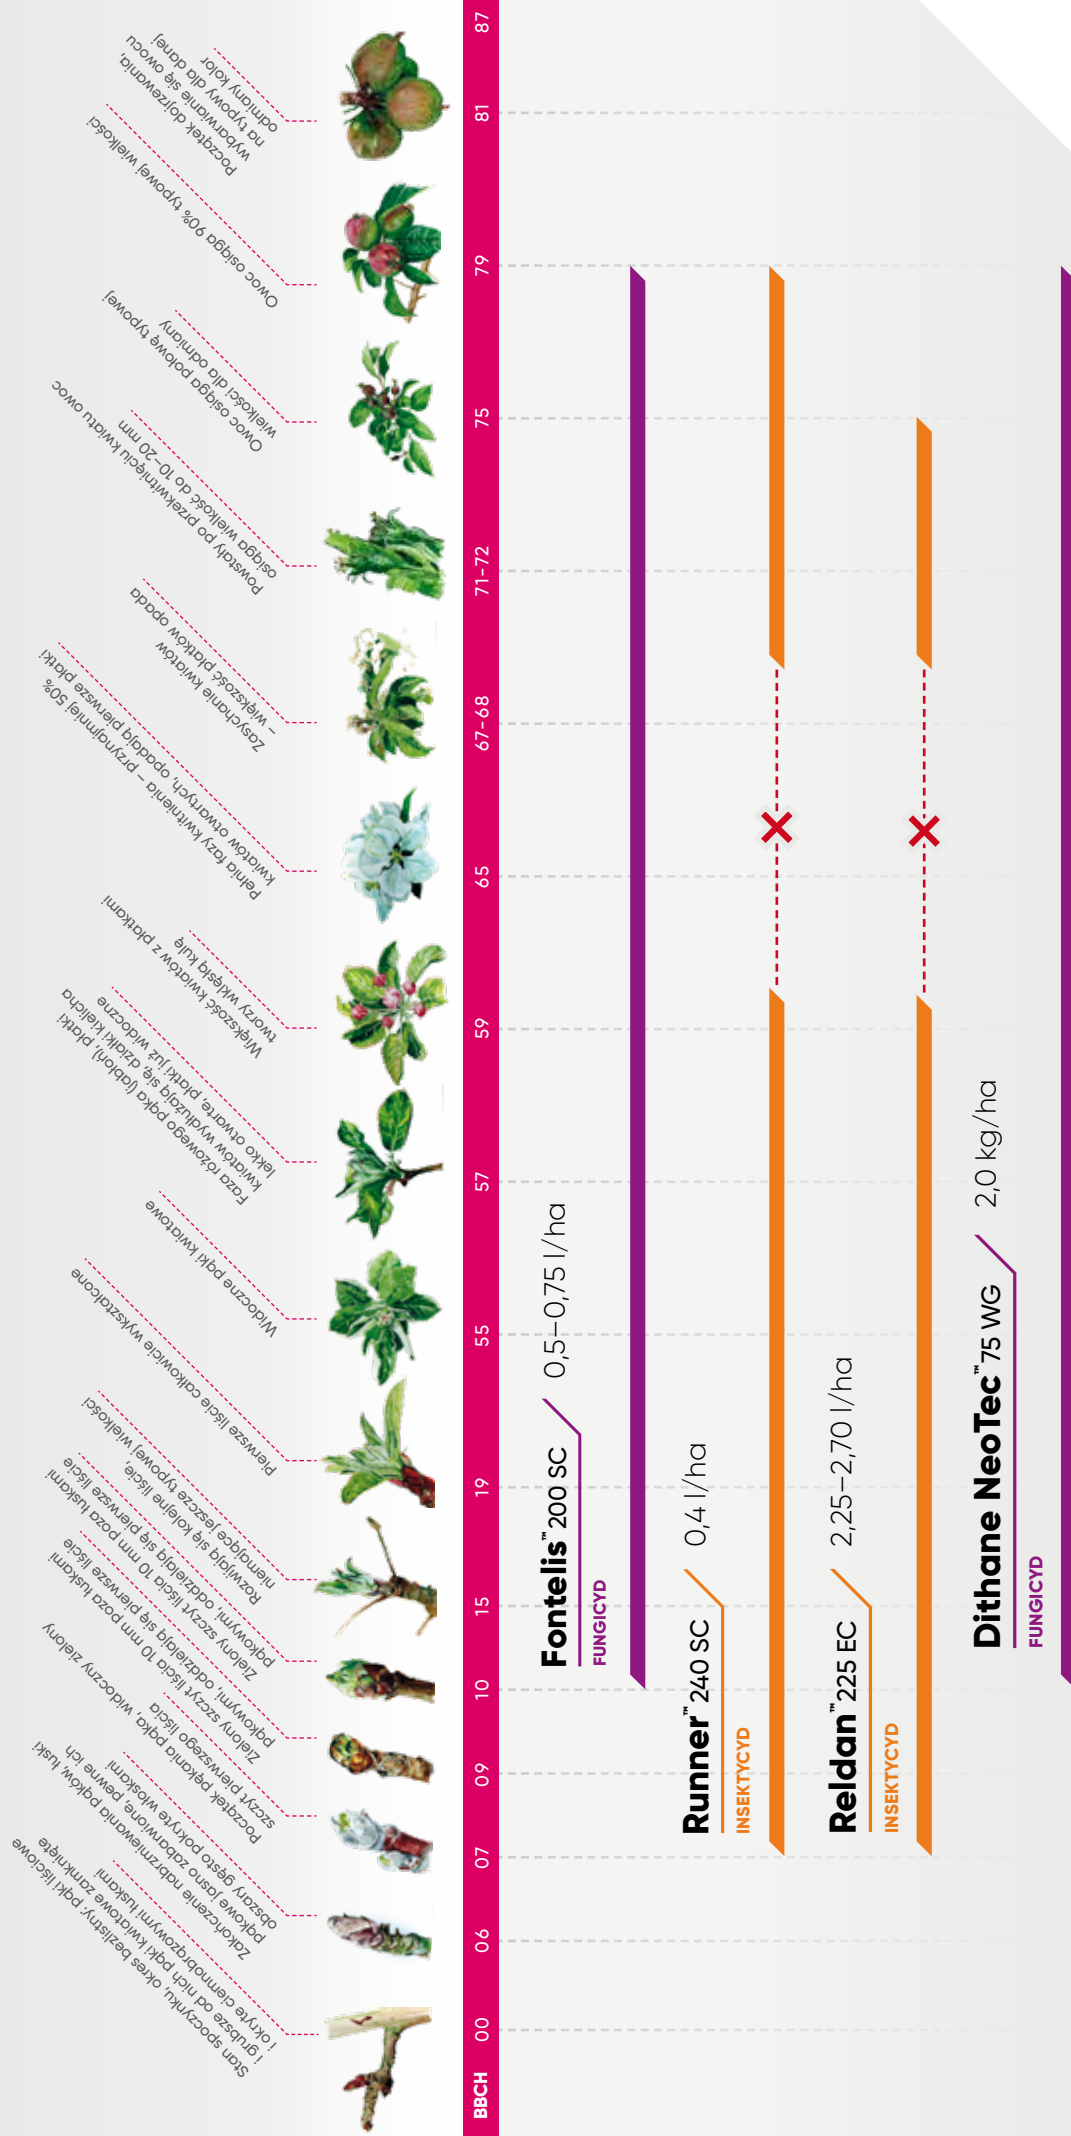 Stan spoczynku, okres bezlistny; pąki liściowe
i grubsze od nich pąki kwiatowe zamknięte
i okryte ciemnobrązowymi łuskami
Zakończenie nabrzmiewania pąków, łuski
pąkowe jasno zabarwione, pewne ich
obszary gęsto pokryte włoskami
Początek pękania pąka, widoczny zielony
szczyt pierwszego liścia
Zielony szczyt liścia 10 mm poza łuskami
pąkowymi, oddzielają się pierwsze liście
Zielony szczyt liścia 10 mm poza łuskami
pąkowymi, oddzielają się pierwsze liście
Rozwijają się kolejne liście,
niemające jeszcze typowej wielkości
Pierwsze liście całkowicie wykształcone
Widoczne pąki kwiatowe
Faza różowego pąka (jabłoń), płatki
kwiatów wydłużają się, działki kielicha
lekko otwarte, płatki już widoczne
Większość kwiatów z płatkami
tworzy wklęsłą kulę
Pełnia fazy kwitnienia – przynajmniej 50%
kwiatów otwartych, opadają pierwsze płatki
Zasychanie kwiatów
– większość płatków opada
Powstały po przekwitnięciu kwiatu owoc
osiąga wielkość do 10–20 mm
Owoc osiąga połowę typowej
wielkości dla odmiany
Owoc osiąga 90% typowej wielkości
Początek dojrzewania,
wybarwianie się owocu
na typowy dla danej
odmiany kolor
BBCH 00 06 07 09 10 15 19 55 57 59 65 67-68 71-72 75 79 81 87
Fontelis™ 200 SC 0,5–0,75 l/ha
FUNGICYD
Runner™ 240 SC 0,4 l/ha
INSEKTYCYD
Reldan™ 225 EC 2,25–2,70 l/ha
INSEKTYCYD
Dithane NeoTec™ 75 WG 2,0 kg/ha
FUNGICYD